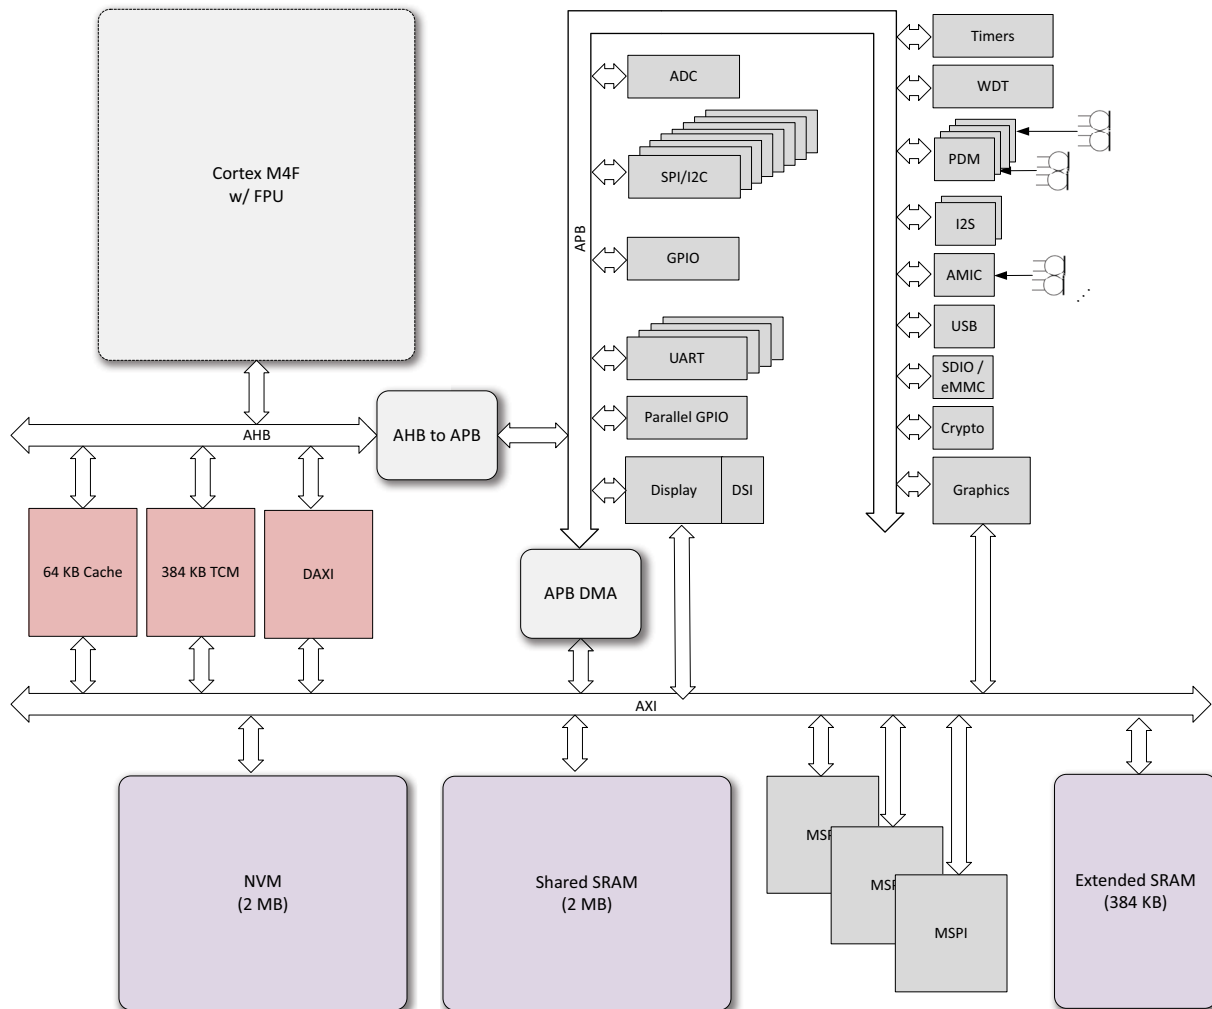 Cortex M4F
w/ FPU
AHB
AHB to APB
64 KB Cache
384 KB TCM
DAXI
APB
ADC
SPI/I2C
GPIO
UART
Parallel GPIO
Display
DSI
APB DMA
Timers
WDT
PDM
I2S
AMIC
...
USB
SDIO /
eMMC
Crypto
Graphics
AXI
NVM
(2 MB)
Shared SRAM
(2 MB)
MSP
MSP
MSPI
Extended SRAM
(384 KB)